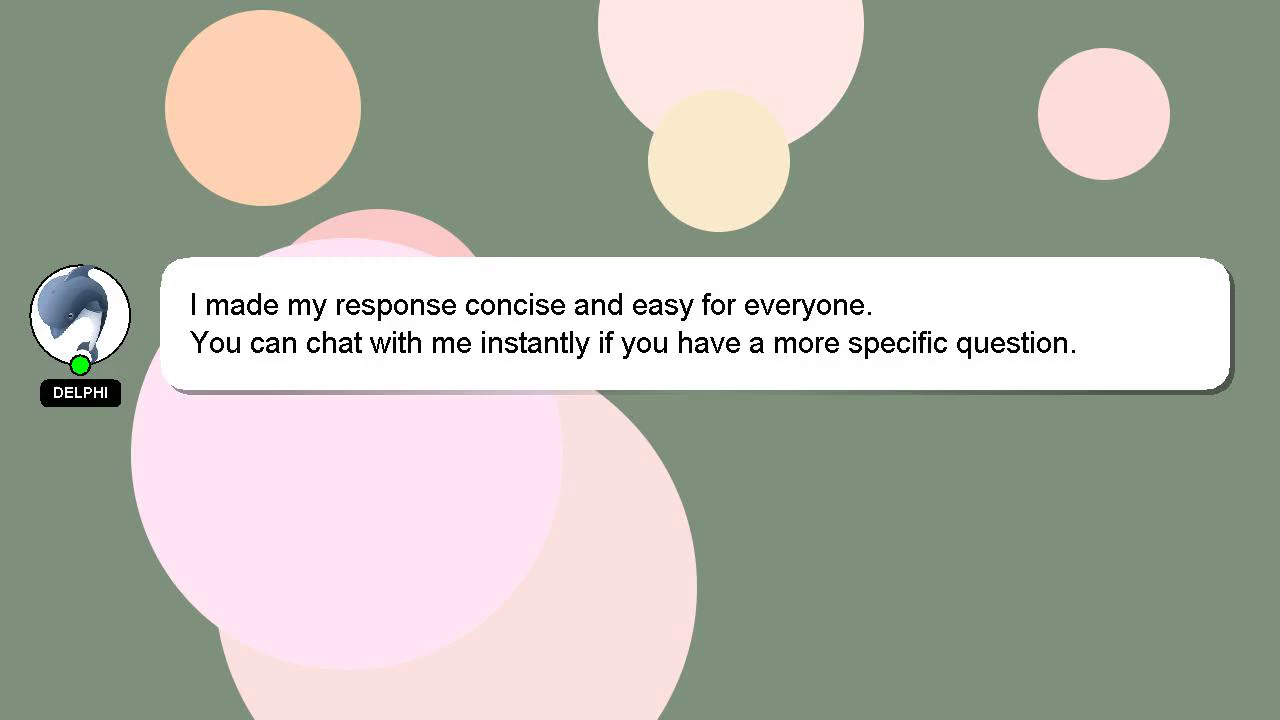 I made my response concise and easy for everyone.
You can chat with me instantly if you have a more specific question.
DELPHI